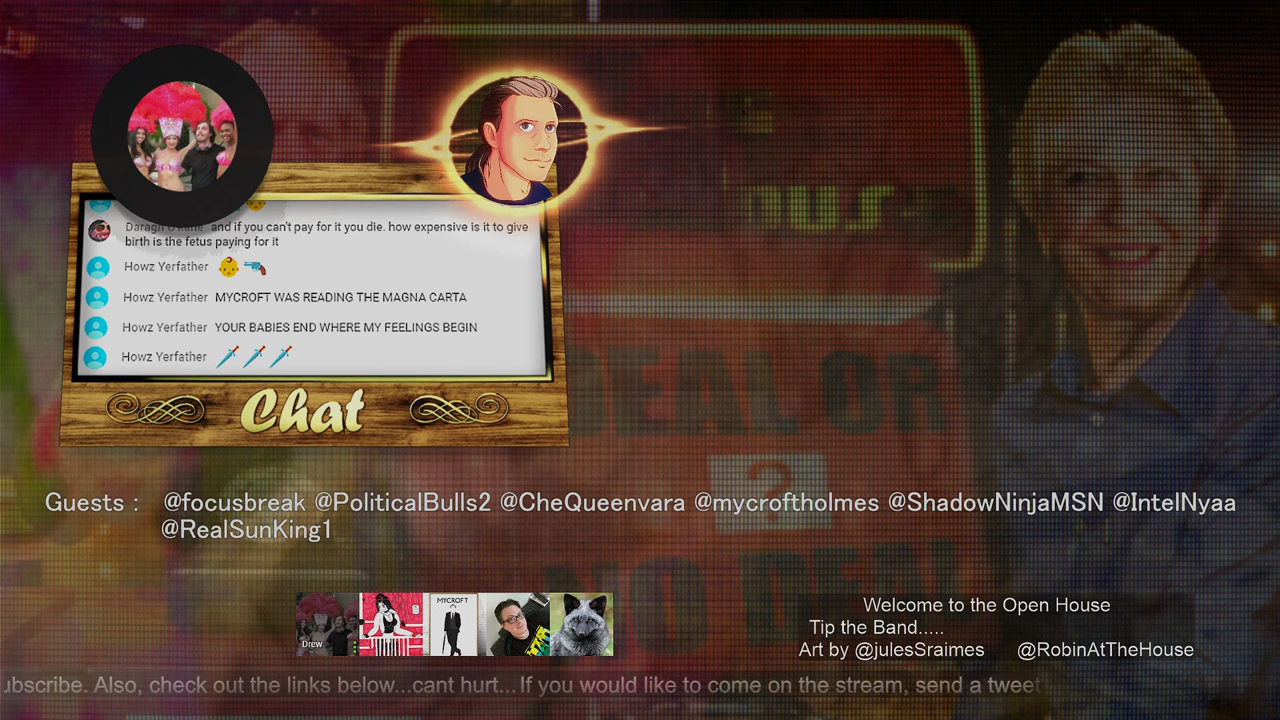 Daragh O'Kane and if you can't pay for it you die. how expensive is it to give
birth is the fetus paying for it
Howz Yerfather
Howz Yerfather MYCROFT WAS READING THE MAGNA CARTA
Howz Yerfather YOUR BABIES END WHERE MY FEELINGS BEGIN
Howz Yerfather
Chat
DEAL OR
?
NO DEAL
Guests : @focusbreak @PoliticalBulls2 @CheQueenvara @mycroftholmes @ShadowNinjaMSN @IntelNyaa
@RealSunKing1
MYCROFT
Drew
Welcome to the Open House
Tip the Band.....
Art by @julesSraimes @RobinAtTheHouse
ubscribe. Also, check out the links below...cant hurt... If you would like to come on the stream, send a tweet